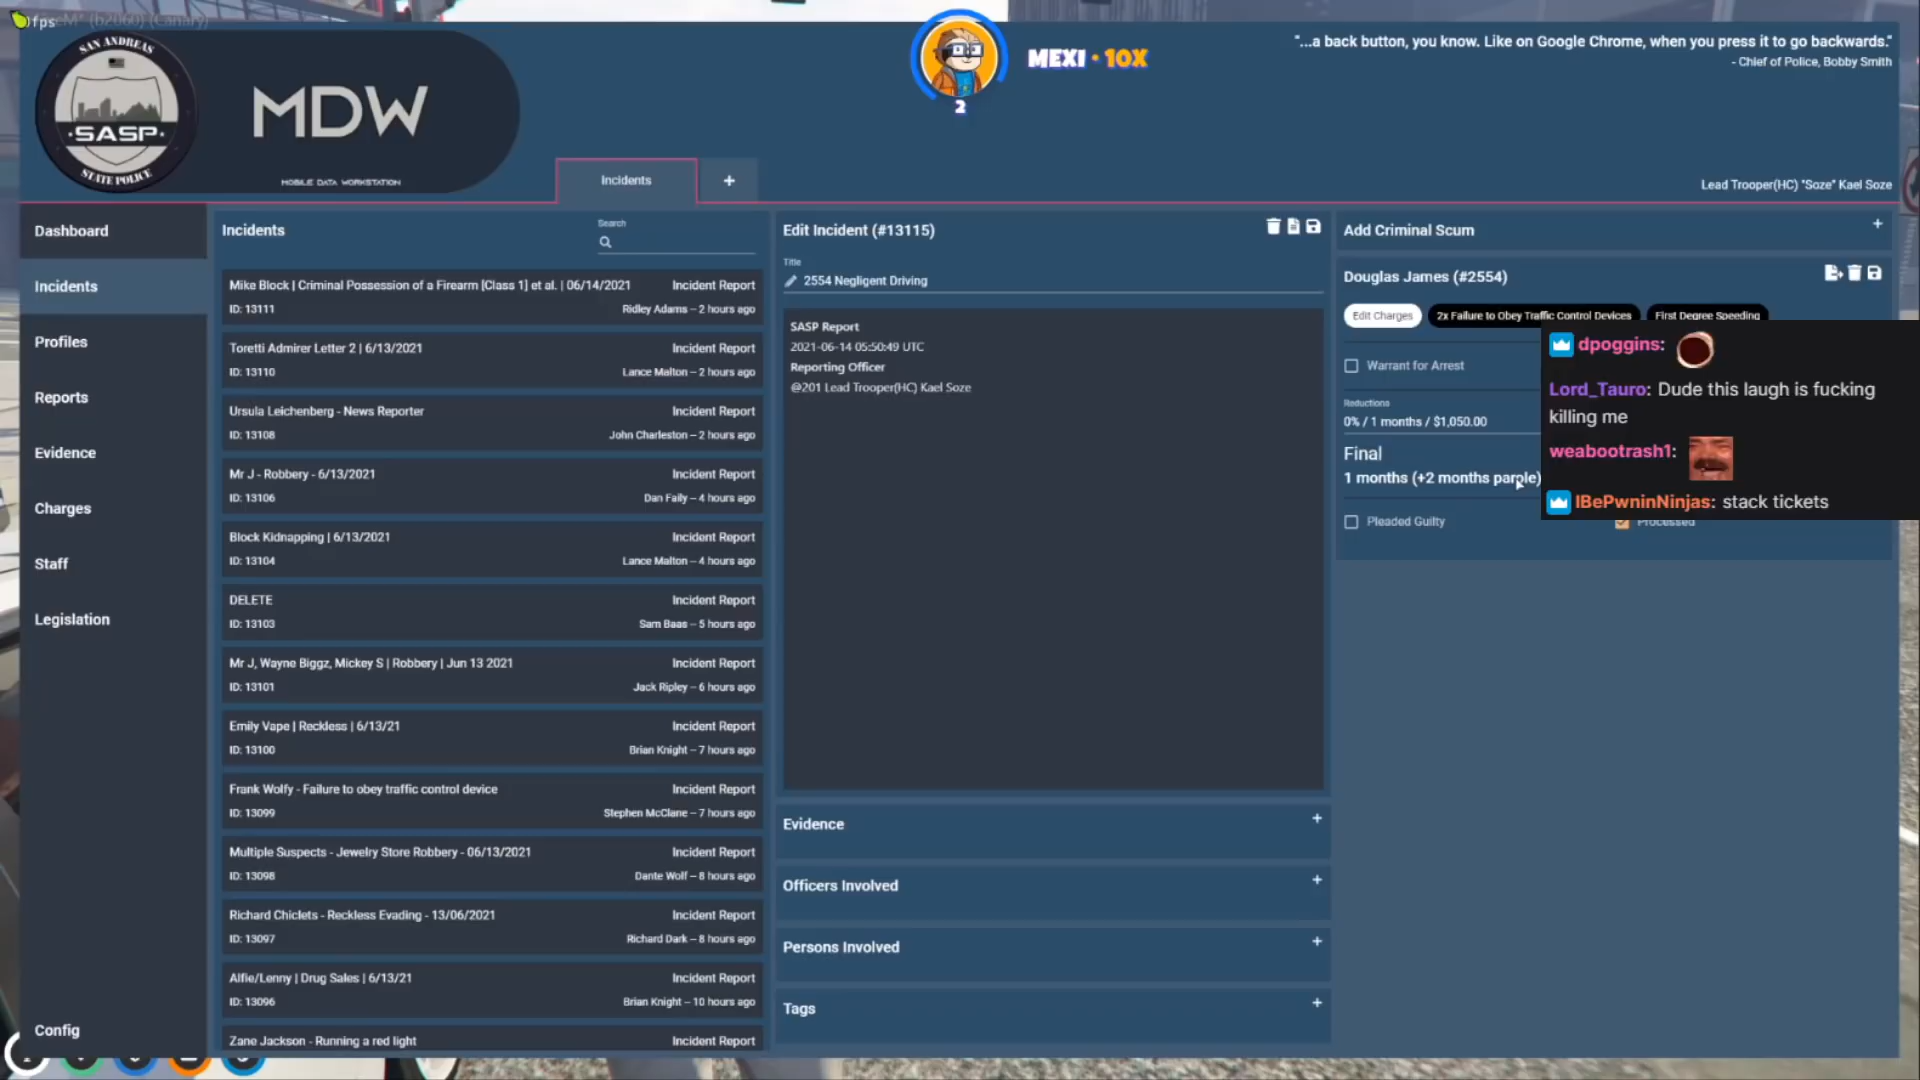 fps
eM* (b2060) (Canary)
SAN ANDREAS
SASP
STATE POLICE
MDW
MOBILE DATA WORKSTATION
MEXI • 10X
2
"...a back button, you know. Like on Google Chrome, when you press it to go backwards."
- Chief of Police, Bobby Smith
Incidents
+
Lead Trooper(HC) "Soze" Kael Soze
Dashboard
Incidents
Profiles
Reports
Evidence
Charges
Staff
Legislation
Config
Incidents
Search
Mike Block | Criminal Possession of a Firearm [Class 1] et al. | 06/14/2021 Incident Report
ID: 13111 Ridley Adams – 2 hours ago
Toretti Admirer Letter 2 | 6/13/2021 Incident Report
ID: 13110 Lance Malton – 2 hours ago
Ursula Leichenberg - News Reporter Incident Report
ID: 13108 John Charleston – 2 hours ago
Mr J - Robbery - 6/13/2021 Incident Report
ID: 13106 Dan Faily – 4 hours ago
Block Kidnapping | 6/13/2021 Incident Report
ID: 13104 Lance Malton – 4 hours ago
DELETE Incident Report
ID: 13103 Sam Baas – 5 hours ago
Mr J, Wayne Biggz, Mickey S | Robbery | Jun 13 2021 Incident Report
ID: 13101 Jack Ripley – 6 hours ago
Emily Vape | Reckless | 6/13/21 Incident Report
ID: 13100 Brian Knight – 7 hours ago
Frank Wolfy - Failure to obey traffic control device Incident Report
ID: 13099 Stephen McClane – 7 hours ago
Multiple Suspects - Jewelry Store Robbery - 06/13/2021 Incident Report
ID: 13098 Dante Wolf – 8 hours ago
Richard Chiclets - Reckless Evading - 13/06/2021 Incident Report
ID: 13097 Richard Dark – 8 hours ago
Alfie/Lenny | Drug Sales | 6/13/21 Incident Report
ID: 13096 Brian Knight – 10 hours ago
Zane Jackson - Running a red light Incident Report
Edit Incident (#13115)
Title
2554 Negligent Driving
SASP Report
2021-06-14 05:50:49 UTC
Reporting Officer
@201 Lead Trooper(HC) Kael Soze
Evidence +
Officers Involved +
Persons Involved +
Tags +
Add Criminal Scum +
Douglas James (#2554)
Edit Charges 2x Failure to Obey Traffic Control Devices First Degree Speeding
Warrant for Arrest
Reductions
0% / 1 months / $1,050.00
Final
1 months (+2 months parole)
Pleaded Guilty Processed
dpoggins:
Lord_Tauro: Dude this laugh is fucking
killing me
weabootrash1:
IBePwninNinjas: stack tickets